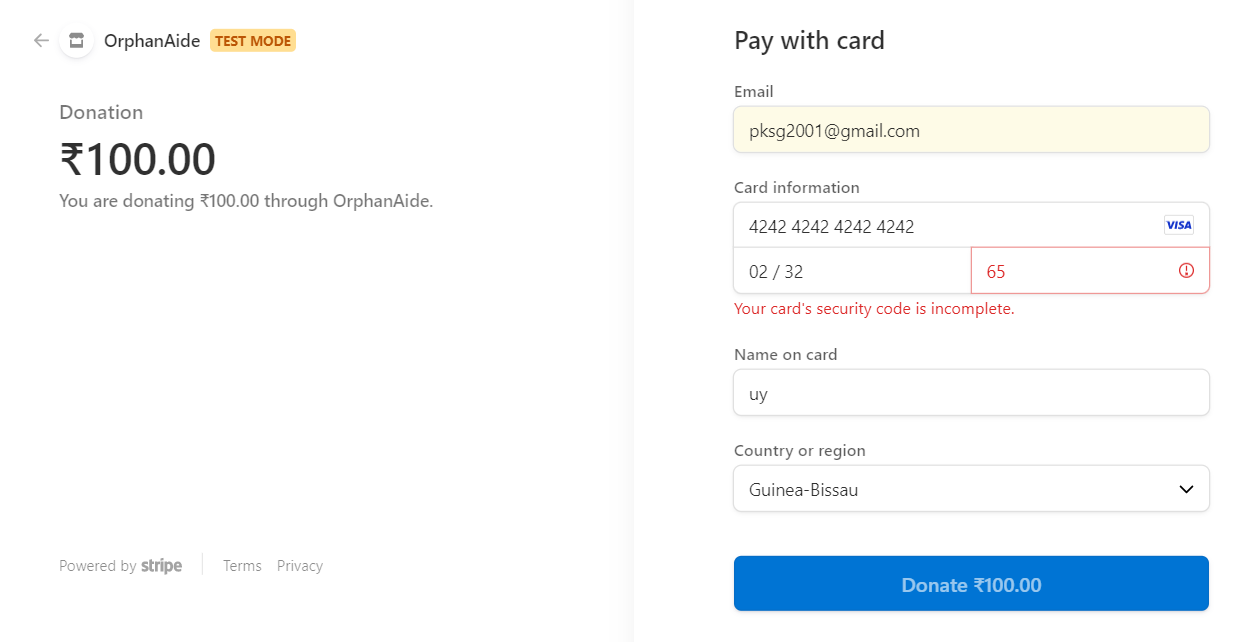 OrphanAide TEST MODE
Donation
₹100.00
You are donating ₹100.00 through OrphanAide.
Powered by stripe Terms Privacy
Pay with card
Email
pksg2001@gmail.com
Card information
4242 4242 4242 4242 VISA
02 / 32 65
Your card's security code is incomplete.
Name on card
uy
Country or region
Guinea-Bissau
Donate ₹100.00